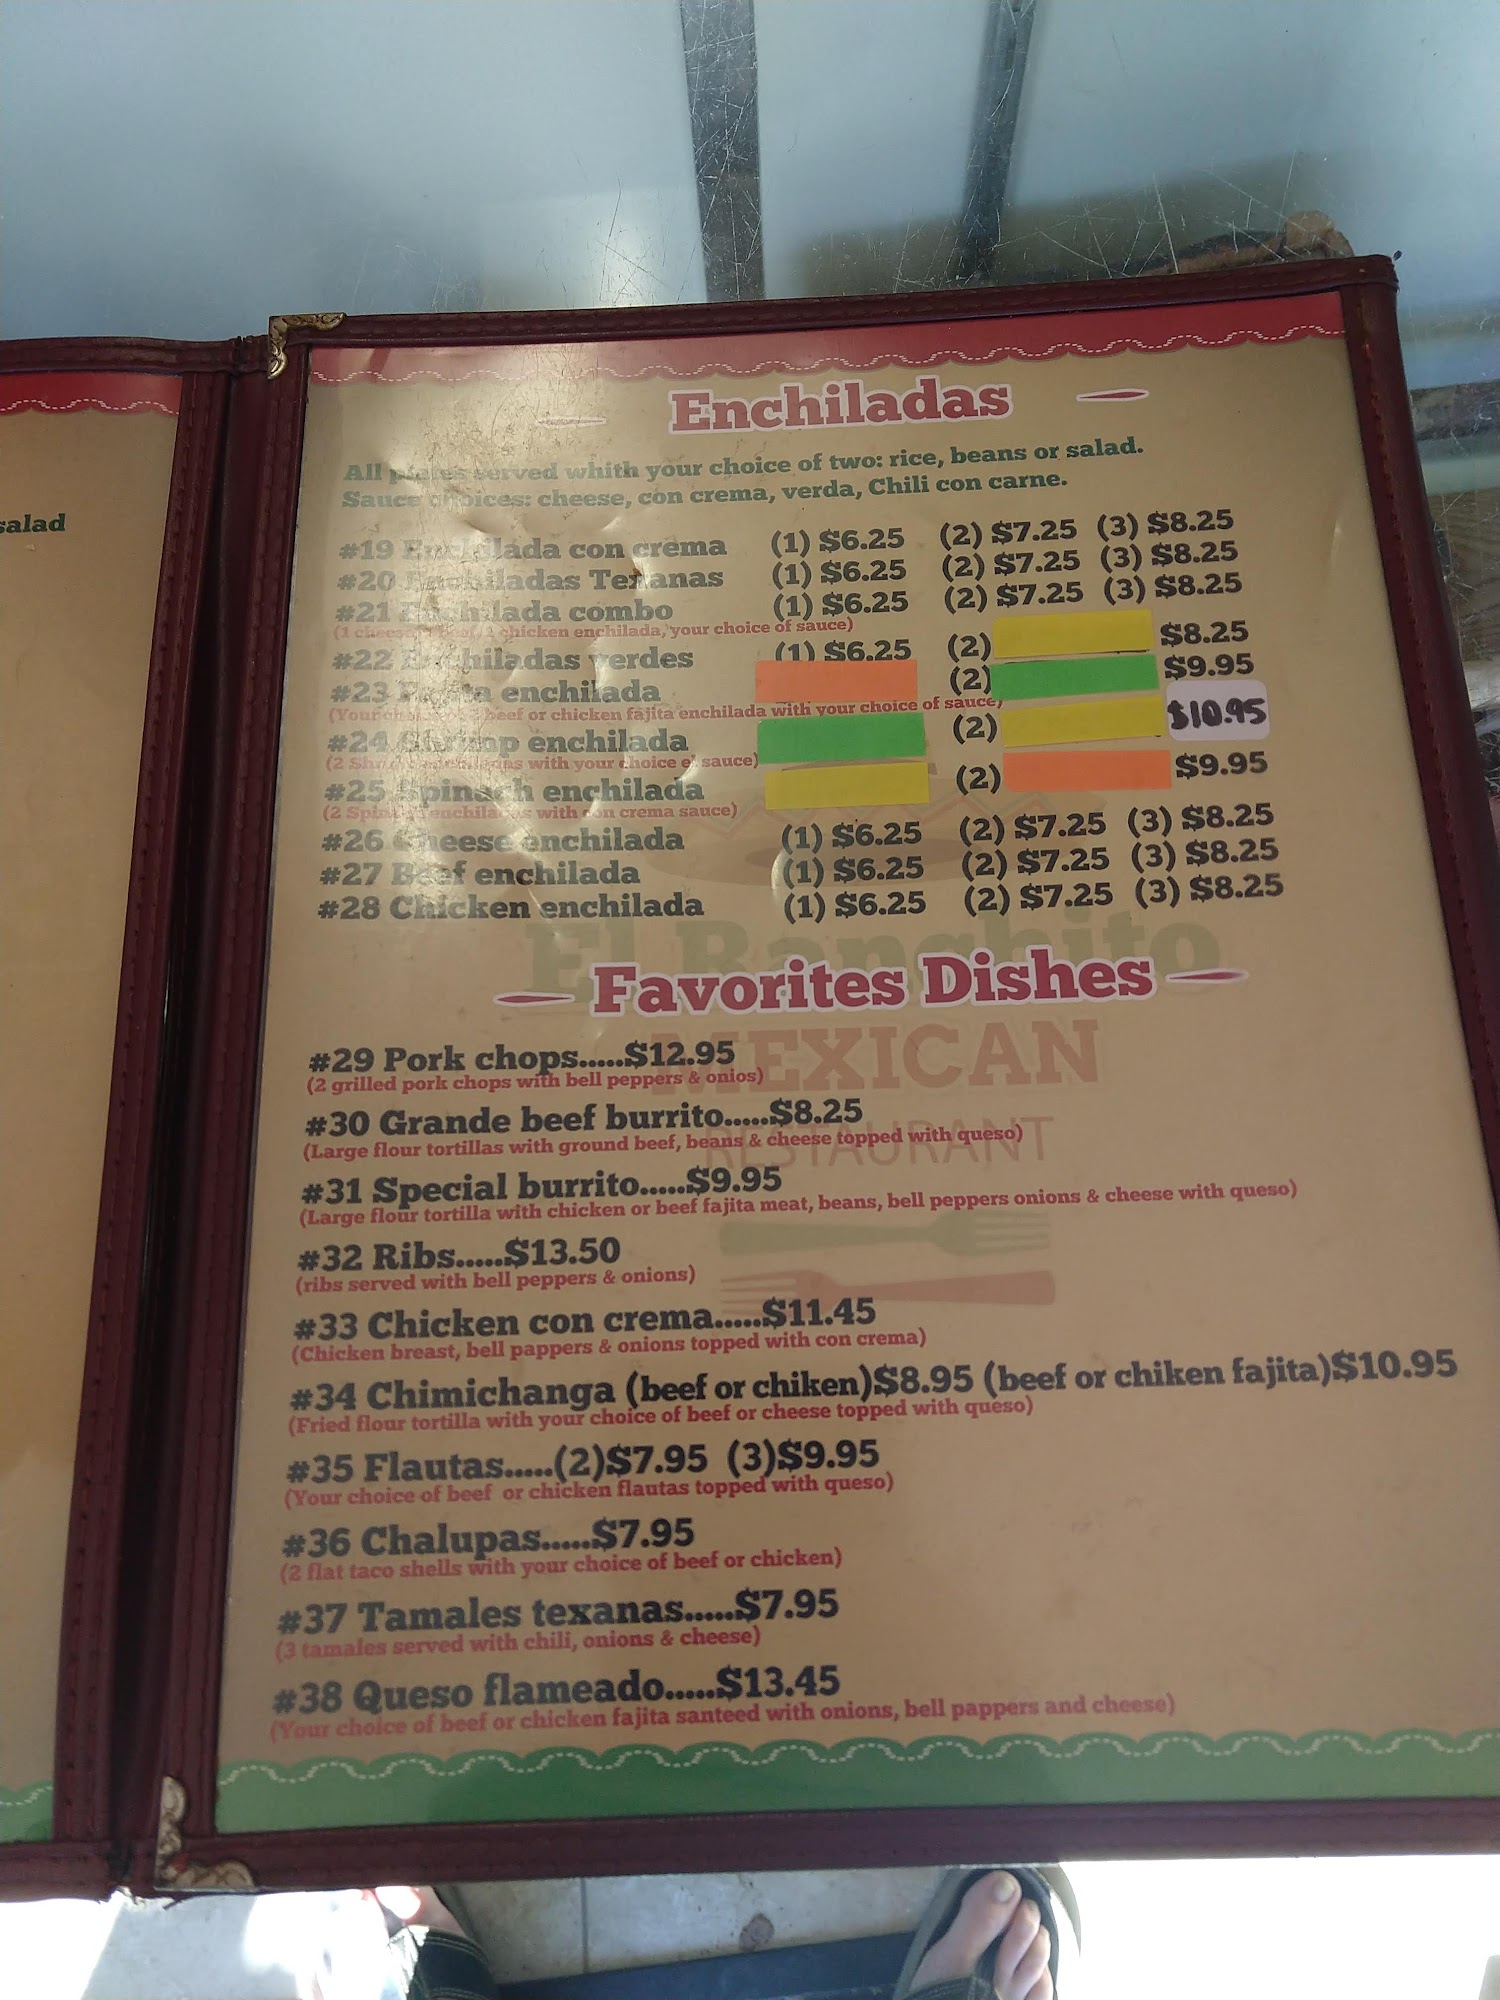 salad
Enchiladas
All plates served whith your choice of two: rice, beans or salad.
Sauce choices: cheese, con crema, verda, Chili con carne.
#19 Enchilada con crema (1) $6.25 (2) $7.25 (3) $8.25
#20 Enchiladas Texanas (1) $6.25 (2) $7.25 (3) $8.25
#21 Enchilada combo (1) $6.25 (2) $7.25 (3) $8.25
(1 cheese, 1 chicken enchilada, your choice of sauce)
#22 Enchiladas verdes (1) $6.25 (2) $8.25
#23 Fajita enchilada (2) $9.95
(Your beef or chicken fajita enchilada with your choice of sauce)
#24 Shrimp enchilada (2) $10.95
(2 Shrimp enchiladas with your choice of sauce)
#25 Spinach enchilada (2) $9.95
(2 Spinach enchiladas with con crema sauce)
#26 Cheese enchilada (1) $6.25 (2) $7.25 (3) $8.25
#27 Beef enchilada (1) $6.25 (2) $7.25 (3) $8.25
#28 Chicken enchilada (1) $6.25 (2) $7.25 (3) $8.25
El Ranchito
Favorites Dishes
MEXICAN
RESTAURANT
#29 Pork chops.....$12.95
(2 grilled pork chops with bell peppers & onios)
#30 Grande beef burrito.....$8.25
(Large flour tortillas with ground beef, beans & cheese topped with queso)
#31 Special burrito.....$9.95
(Large flour tortilla with chicken or beef fajita meat, beans, bell peppers onions & cheese with queso)
#32 Ribs.....$13.50
(ribs served with bell peppers & onions)
#33 Chicken con crema.....$11.45
(Chicken breast, bell pappers & onions topped with con crema)
#34 Chimichanga (beef or chiken)$8.95 (beef or chiken fajita)$10.95
(Fried flour tortilla with your choice of beef or cheese topped with queso)
#35 Flautas.....(2)$7.95 (3)$9.95
(Your choice of beef or chicken flautas topped with queso)
#36 Chalupas.....$7.95
(2 flat taco shells with your choice of beef or chicken)
#37 Tamales texanas.....$7.95
(3 tamales served with chili, onions & cheese)
#38 Queso flameado.....$13.45
(Your choice of beef or chicken fajita santeed with onions, bell pappers and cheese)